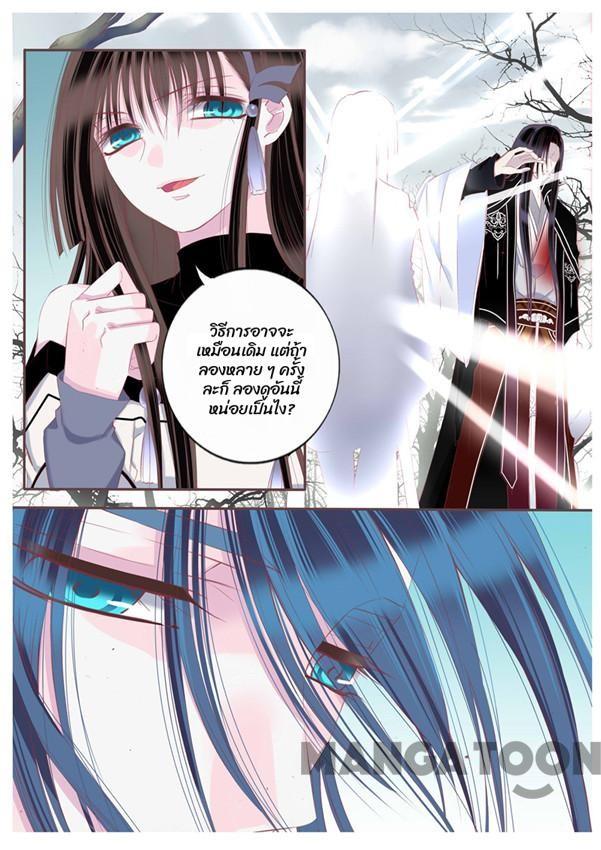 วิธีการอาจจะ
เหมือนเดิม แต่ถ้า
ลองหลาย ๆ ครั้ง
ละก็ ลองดูอันนี้
หน่อยเป็นไง?
MANGATOON